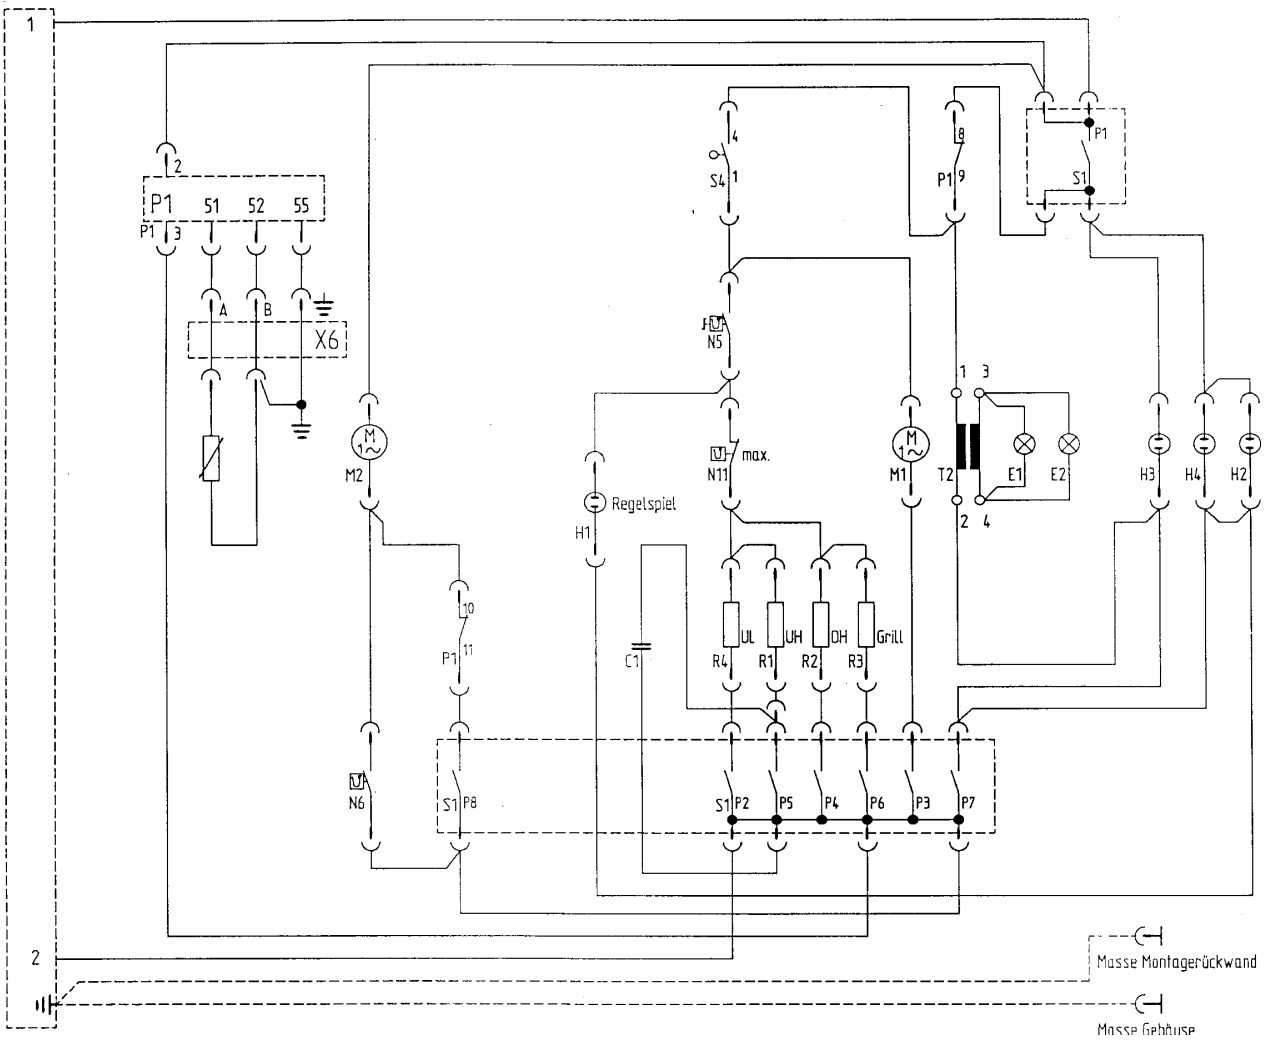 1
2
P1 51 52 55
P1 3
A B
X6
4
S4 1
8
P1 9
P1
S1
N5
1 3
M
1~
M2
M
1~
M1
N11 max.
T2 E1 E2
2 4
H3 H4 H2
Regelspiel
H1
10
P1 11
C1
UL UH OH Grill
R4 R1 R2 R3
N6
S1 P8
S1 P2 P5 P4 P6 P3 P7
2
Masse Montagerückwand
Masse Gehäuse